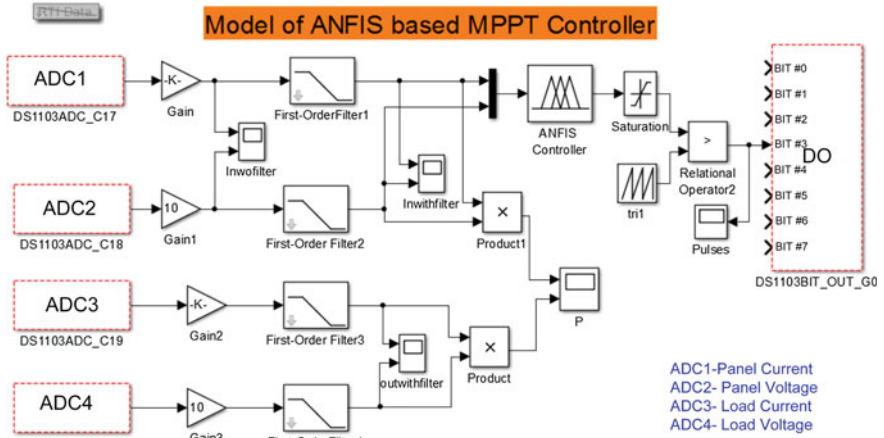 RTI Data
Model of ANFIS based MPPT Controller
ADC1
DS1103ADC_C17
-K-
Gain
First-OrderFilter1
Inwofilter
ANFIS
Controller
Saturation
>
Relational
Operator2
tri1
Pulses
BIT #0
BIT #1
BIT #2
BIT #3
BIT #4
BIT #5
BIT #6
BIT #7
DO
DS1103BIT_OUT_G0
ADC2
DS1103ADC_C18
10
Gain1
First-Order Filter2
Inwithfilter
×
Product1
ADC3
DS1103ADC_C19
-K-
Gain2
First-Order Filter3
outwithfilter
×
Product
P
ADC4
10
ADC1-Panel Current
ADC2- Panel Voltage
ADC3- Load Current
ADC4- Load Voltage